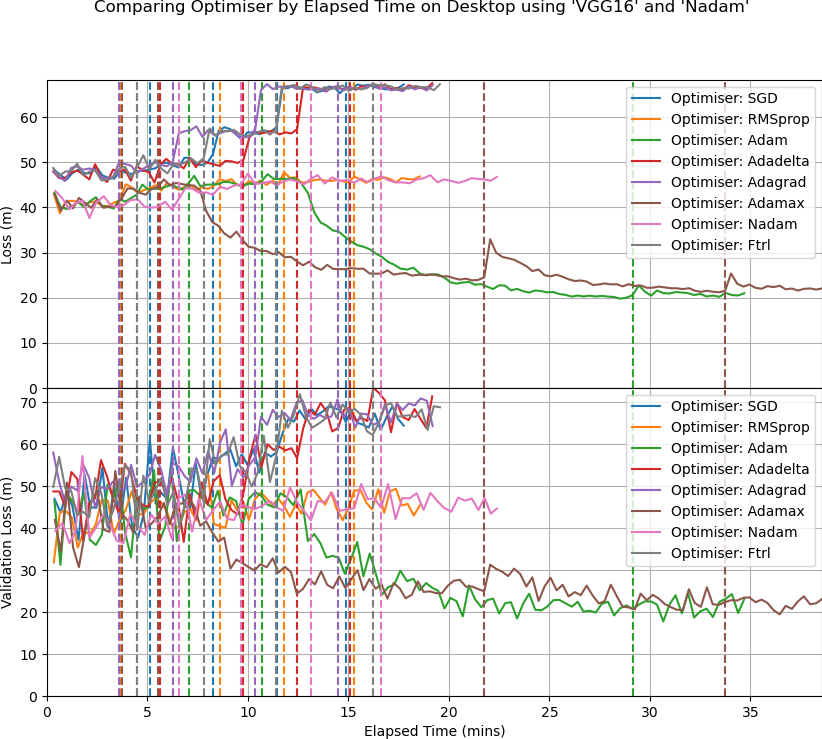 Comparing Optimiser by Elapsed Time on Desktop using 'VGG16' and 'Nadam'
60
50
40
30
20
10
0
Loss (m)
Optimiser: SGD
Optimiser: RMSprop
Optimiser: Adam
Optimiser: Adadelta
Optimiser: Adagrad
Optimiser: Adamax
Optimiser: Nadam
Optimiser: Ftrl
70
60
50
40
30
20
10
0
Validation Loss (m)
Optimiser: SGD
Optimiser: RMSprop
Optimiser: Adam
Optimiser: Adadelta
Optimiser: Adagrad
Optimiser: Adamax
Optimiser: Nadam
Optimiser: Ftrl
0 5 10 15 20 25 30 35
Elapsed Time (mins)